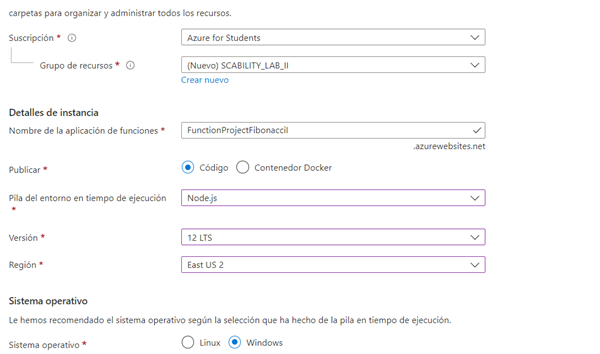 carpetas para organizar y administrar todos los recursos.
Suscripción *
Azure for Students
Grupo de recursos *
(Nuevo) SCABILITY_LAB_II
Crear nuevo
Detalles de instancia
Nombre de la aplicación de funciones *
FunctionProjectFibonacciI
.azurewebsites.net
Publicar *
Código
Contenedor Docker
Pila del entorno en tiempo de ejecución
*
Node.js
Versión *
12 LTS
Región *
East US 2
Sistema operativo
Le hemos recomendado el sistema operativo según la selección que ha hecho de la pila en tiempo de ejecución.
Sistema operativo *
Linux
Windows